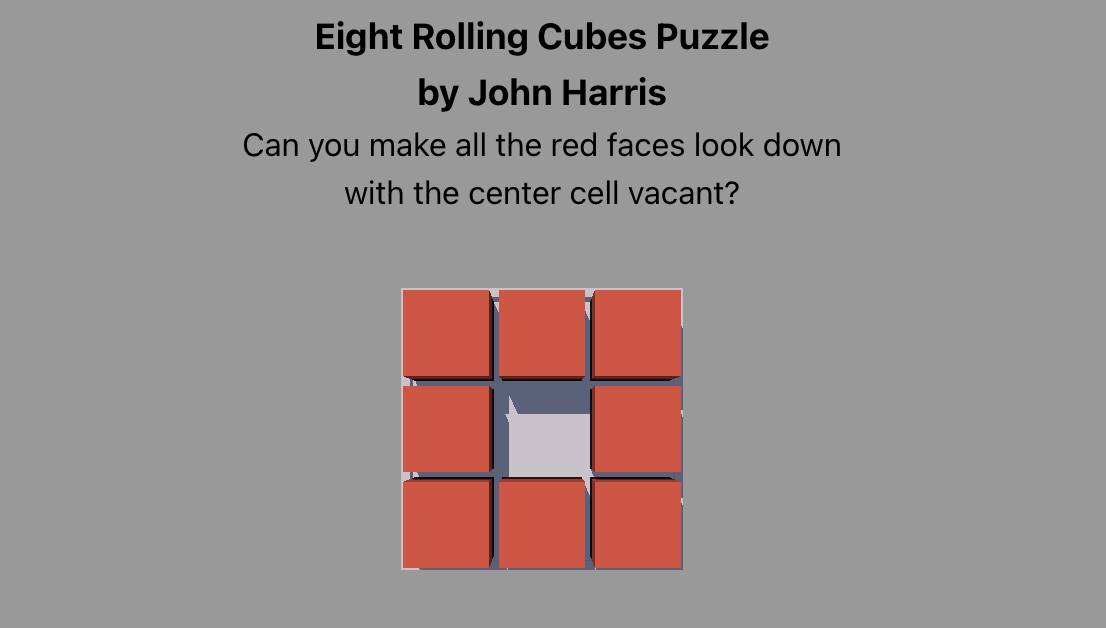 Eight Rolling Cubes Puzzle
by John Harris
Can you make all the red faces look down
with the center cell vacant?